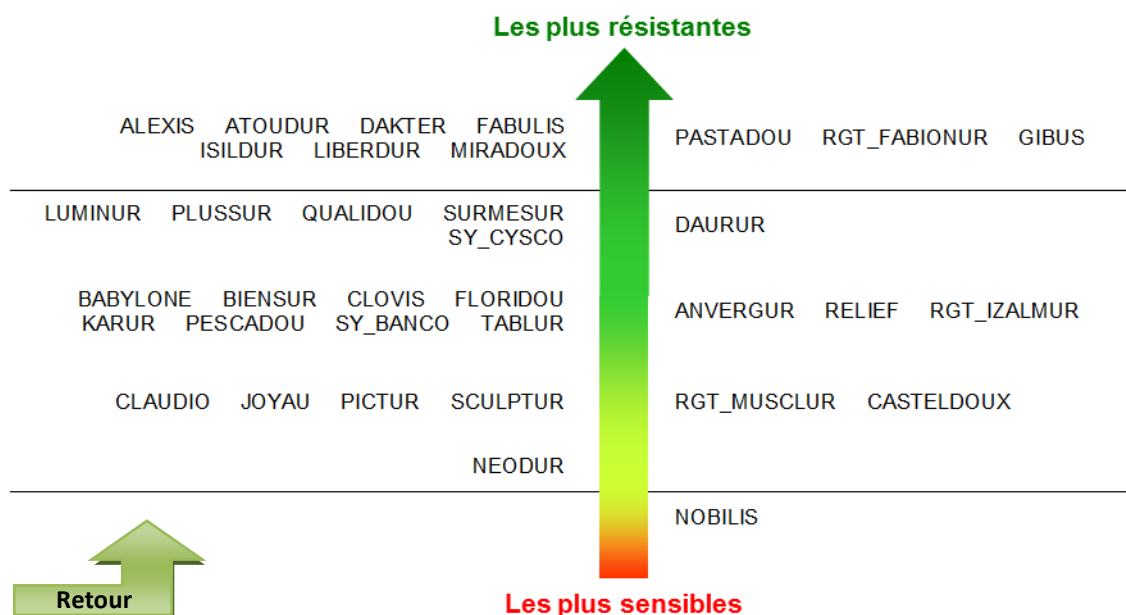 Les plus résistantes
ALEXIS ATOUDUR DAKTER FABULIS
ISILDUR LIBERDUR MIRADOUX
PASTADOU RGT_FABIONUR GIBUS
LUMINUR PLUSSUR QUALIDOU SURMESUR
SY_CYSCO
DAURUR
BABYLONE BIENSUR CLOVIS FLORIDOU
KARUR PESCADOU SY_BANCO TABLUR
ANVERGUR RELIEF RGT_IZALMUR
CLAUDIO JOYAU PICTUR SCULPTUR
RGT_MUSCLUR CASTELDOUX
NEODUR
NOBILIS
Retour
Les plus sensibles